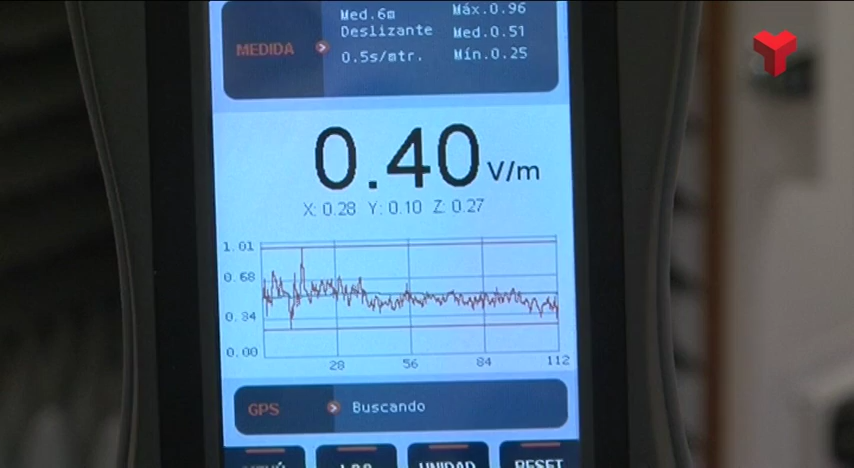 Med.6m
Máx.0.96
MEDIDA
Deslizante
Med.0.51
0.5s/mtr.
Mín.0.25
0.40 V/m
X: 0.28 Y: 0.10 Z: 0.27
1.01
0.68
0.34
0.00
28 56 84 112
GPS Buscando
MENÚ LOG UNIDAD RESET